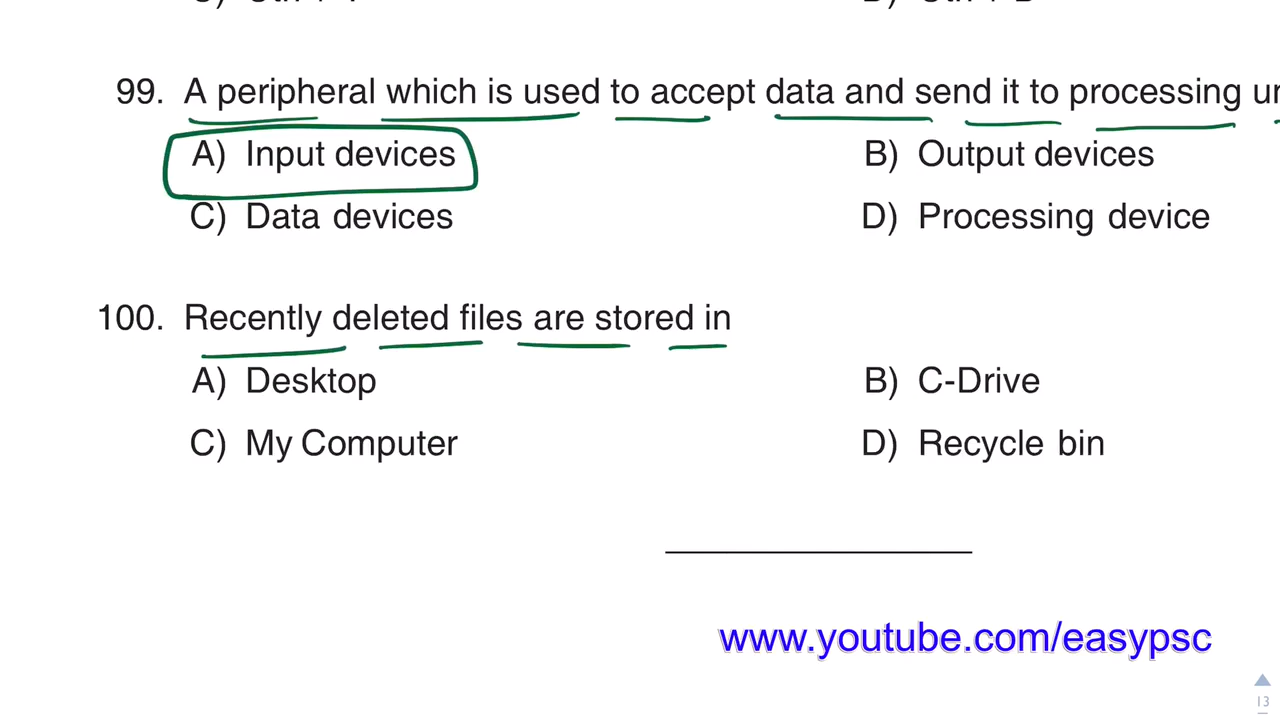 99. A peripheral which is used to accept data and send it to processing
A) Input devices B) Output devices
C) Data devices D) Processing device
100. Recently deleted files are stored in
A) Desktop B) C-Drive
C) My Computer D) Recycle bin
www.youtube.com/easypsc
13